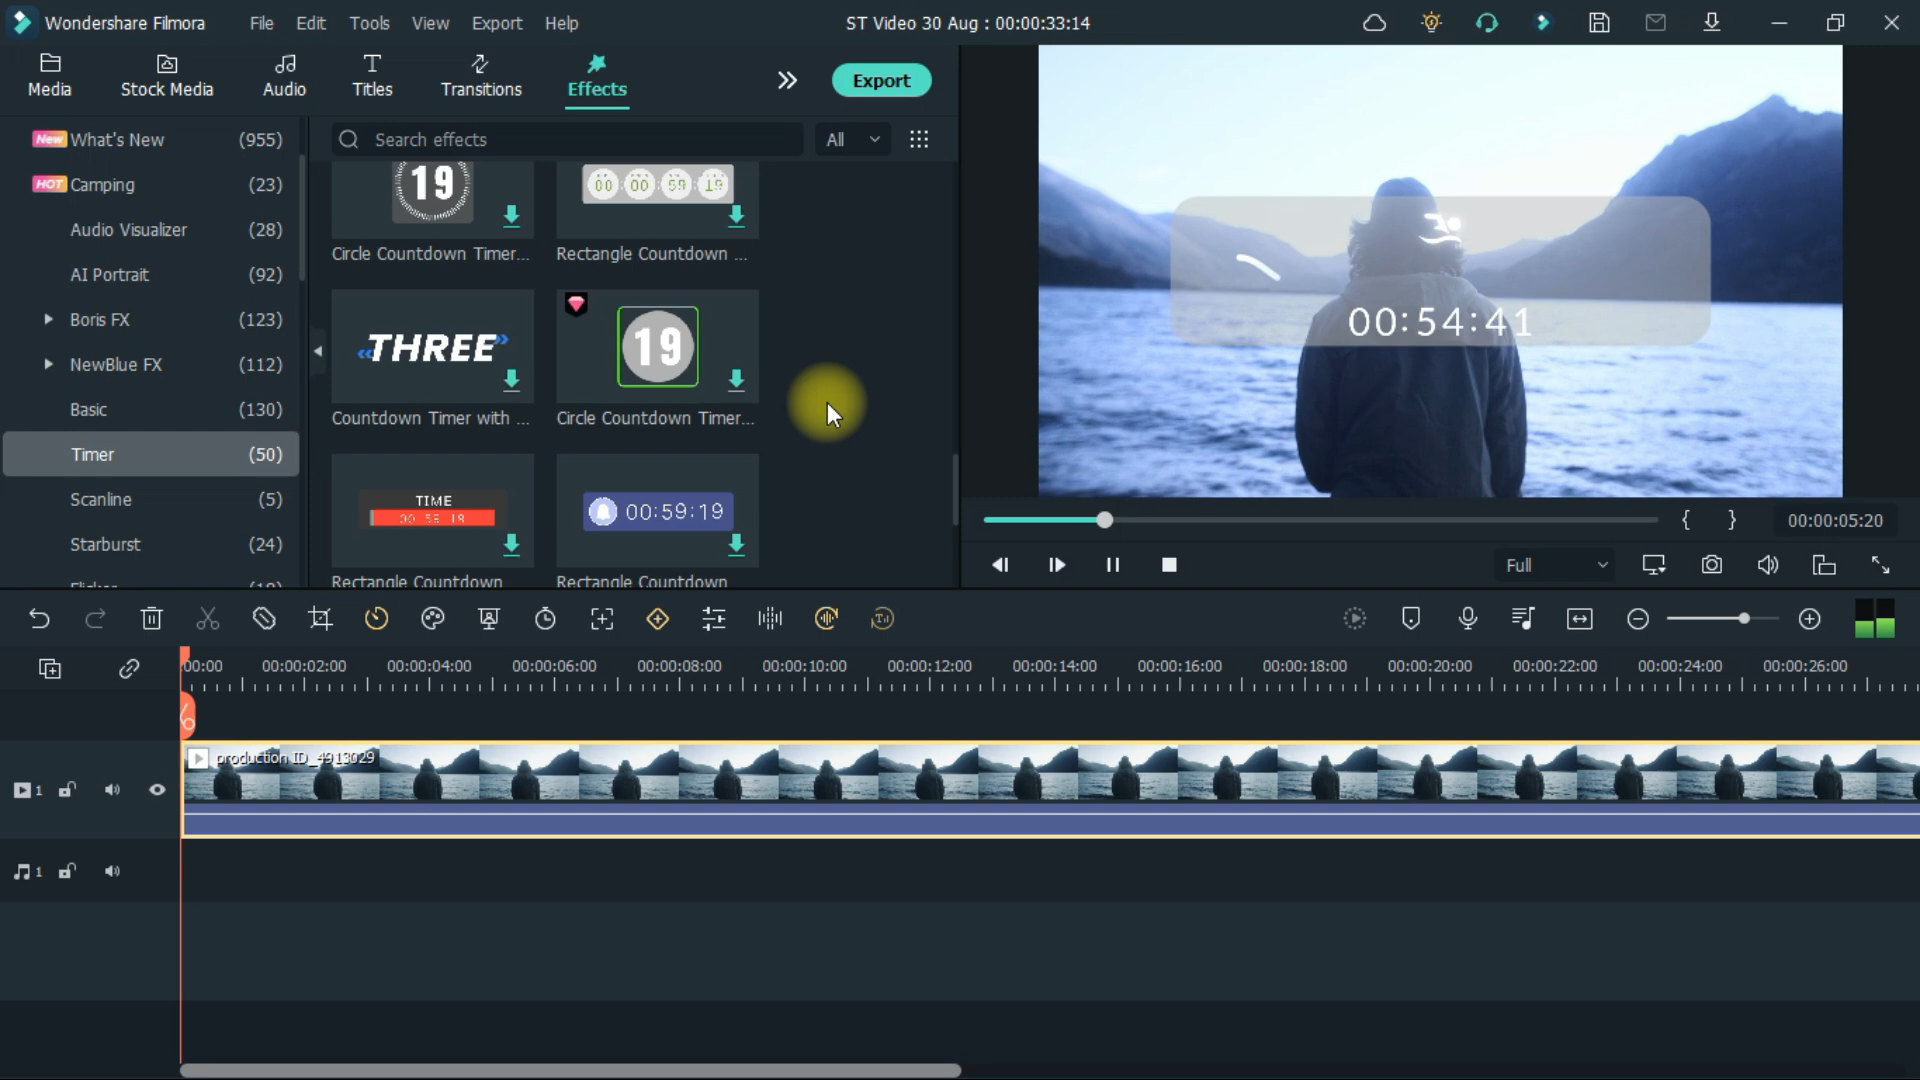 Wondershare Filmora File Edit Tools View Export Help ST Video 30 Aug : 00:00:33:14
Media Stock Media Audio Titles Transitions Effects Export
New What's New (955)
HOT Camping (23)
Audio Visualizer (28)
AI Portrait (92)
Boris FX (123)
NewBlue FX (112)
Basic (130)
Timer (50)
Scanline (5)
Starburst (24)
Search effects All
19
00 00 59 19
Circle Countdown Timer... Rectangle Countdown ...
THREE
19
Countdown Timer with ... Circle Countdown Timer...
TIME
00 59 19
00:59:19
Rectangle Countdown Rectangle Countdown
00:54:41
{ } 00:00:05:20
Full
00:00 00:00:02:00 00:00:04:00 00:00:06:00 00:00:08:00 00:00:10:00 00:00:12:00 00:00:14:00 00:00:16:00 00:00:18:00 00:00:20:00 00:00:22:00 00:00:24:00 00:00:26:00
production ID_4913029
1
1